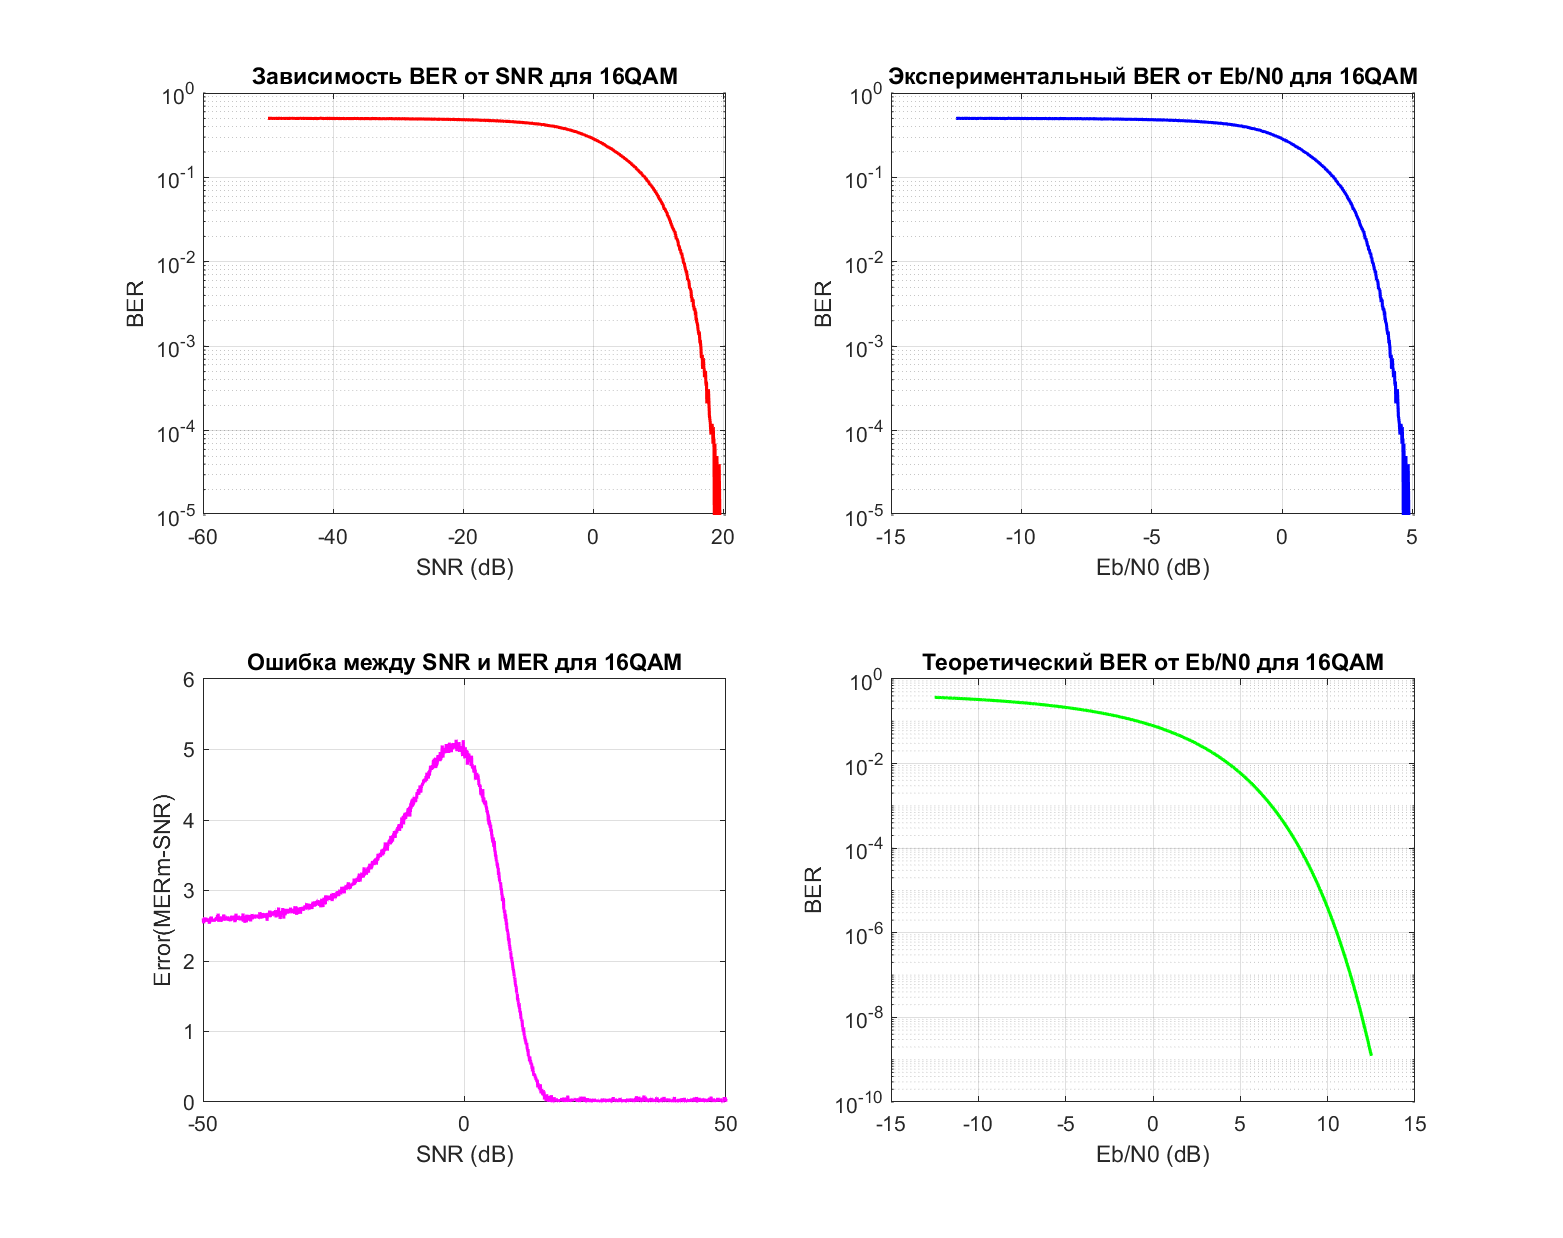 Зависимость BER от SNR для 16QAM
10^0
10^-1
10^-2
10^-3
10^-4
10^-5
BER
-60 -40 -20 0 20
SNR (dB)
Экспериментальный BER от Eb/N0 для 16QAM
10^0
10^-1
10^-2
10^-3
10^-4
10^-5
BER
-15 -10 -5 0 5
Eb/N0 (dB)
Ошибка между SNR и MER для 16QAM
6
5
4
3
2
1
0
Error(MERm-SNR)
-50 0 50
SNR (dB)
Теоретический BER от Eb/N0 для 16QAM
10^0
10^-2
10^-4
10^-6
10^-8
10^-10
BER
-15 -10 -5 0 5 10 15
Eb/N0 (dB)